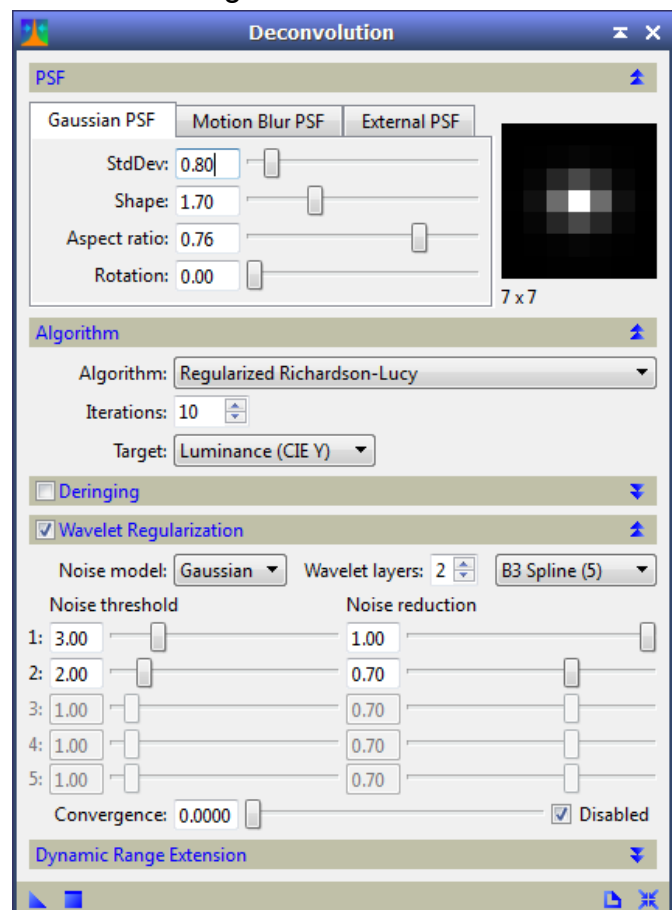 Deconvolution
PSF
Gaussian PSF Motion Blur PSF External PSF
StdDev: 0.80
Shape: 1.70
Aspect ratio: 0.76
Rotation: 0.00
7 x 7
Algorithm
Algorithm: Regularized Richardson-Lucy
Iterations: 10
Target: Luminance (CIE Y)
Deringing
Wavelet Regularization
Noise model: Gaussian Wavelet layers: 2 B3 Spline (5)
Noise threshold Noise reduction
1: 3.00 1.00
2: 2.00 0.70
3: 1.00 0.70
4: 1.00 0.70
5: 1.00 0.70
Convergence: 0.0000 Disabled
Dynamic Range Extension